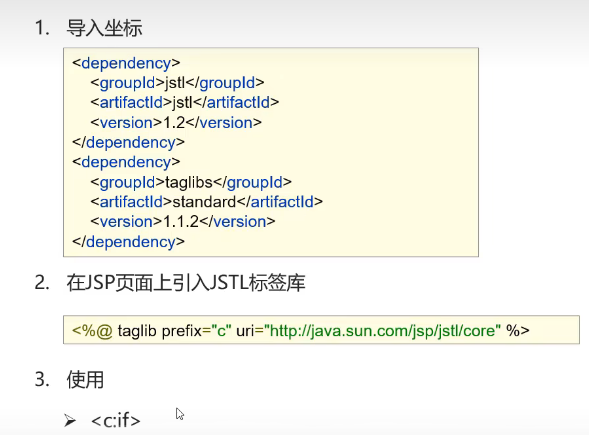 1. 导入坐标
<dependency>
<groupId>jstl</groupId>
<artifactId>jstl</artifactId>
<version>1.2</version>
</dependency>
<dependency>
<groupId>taglibs</groupId>
<artifactId>standard</artifactId>
<version>1.1.2</version>
</dependency>
2. 在JSP页面上引入JSTL标签库
<%@ taglib prefix="c" uri="http://java.sun.com/jsp/jstl/core" %>
3. 使用
➢ <c:if>